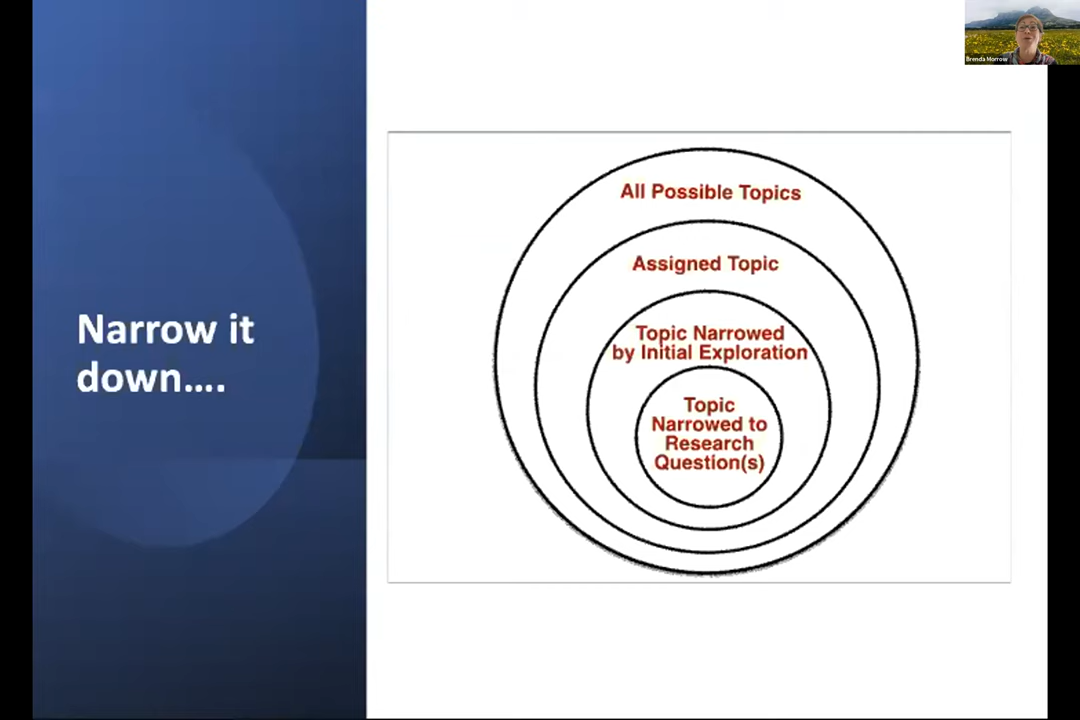 Brenda Morrow
Narrow it
down....
All Possible Topics
Assigned Topic
Topic Narrowed
by Initial Exploration
Topic
Narrowed to
Research
Question(s)